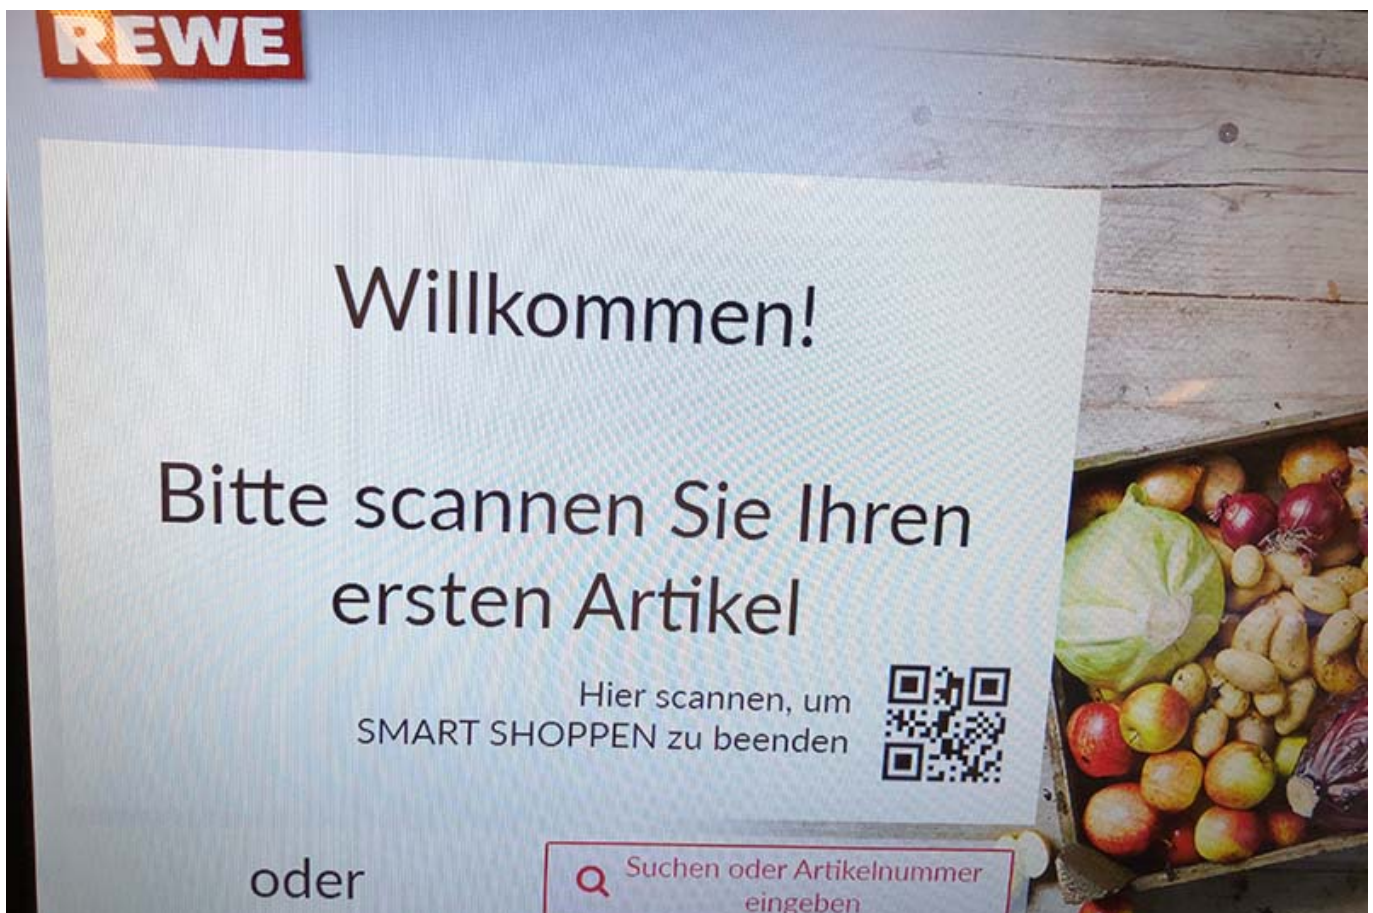 REWE
Willkommen!
Bitte scannen Sie Ihren
ersten Artikel
Hier scannen, um
SMART SHOPPEN zu beenden
oder
Suchen oder Artikelnummer
eingeben